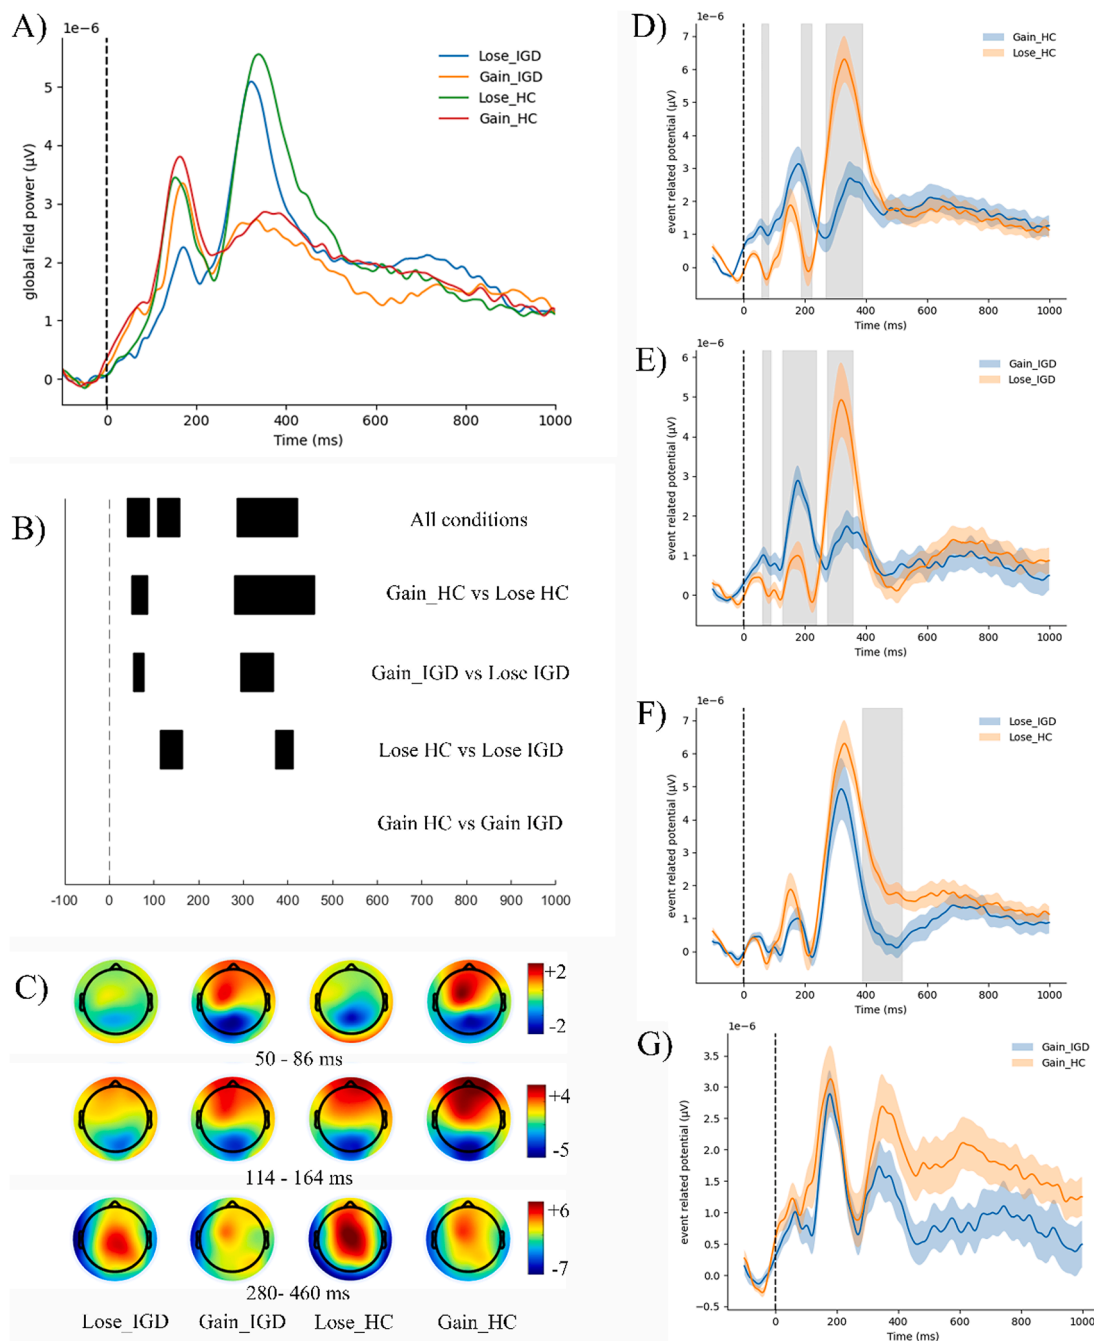 A)
1e−6
Lose_IGD
Gain_IGD
Lose_HC
Gain_HC
global field power (μV)
5
4
3
2
1
0
0
200
400
600
800
1000
Time (ms)
B)
All conditions
Gain_HC vs Lose HC
Gain_IGD vs Lose IGD
Lose HC vs Lose IGD
Gain HC vs Gain IGD
-100
0
100
200
300
400
500
600
700
800
900
1000
C)
+2
-2
50 - 86 ms
+4
-5
114 - 164 ms
+6
-7
280- 460 ms
Lose_IGD
Gain_IGD
Lose_HC
Gain_HC
D)
1e−6
Gain_HC
Lose_HC
event related potential (μV)
7
6
5
4
3
2
1
0
0
200
400
600
800
1000
Time (ms)
E)
1e−6
Gain_IGD
Lose_IGD
event related potential (μV)
6
5
4
3
2
1
0
0
200
400
600
800
1000
Time (ms)
F)
1e−6
Lose_IGD
Lose_HC
event related potential (μV)
7
6
5
4
3
2
1
0
0
200
400
600
800
1000
Time (ms)
G)
1e−6
Gain_IGD
Gain_HC
event related potential (μV)
3.5
3.0
2.5
2.0
1.5
1.0
0.5
0.0
−0.5
0
200
400
600
800
1000
Time (ms)